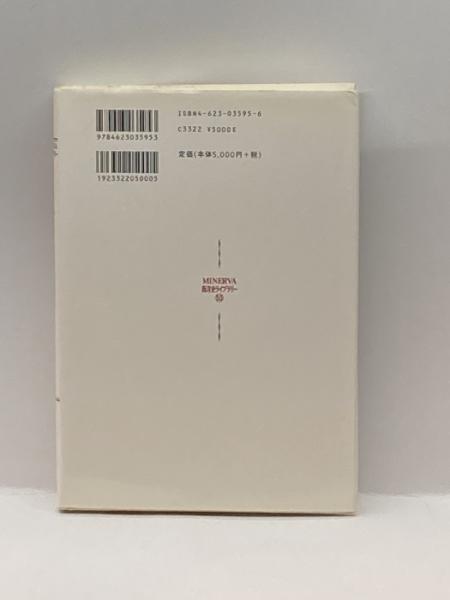 ISBN4-623-03595-6
C3322 ¥5000E
定価(本体5,000円+税)
9784623035953
1923322050005
MINERVA
西洋史ライブラリー